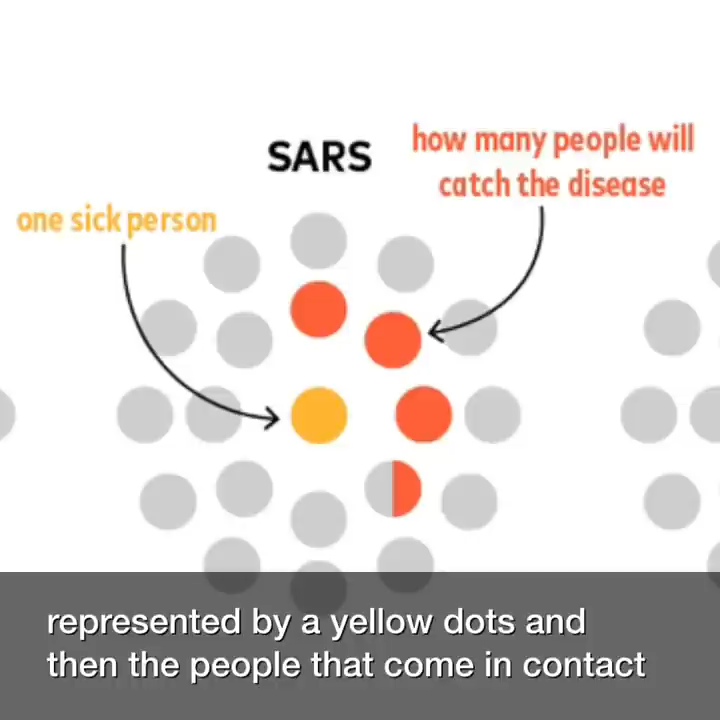 SARS
how many people will
catch the disease
one sick person
represented by a yellow dots and
then the people that come in contact